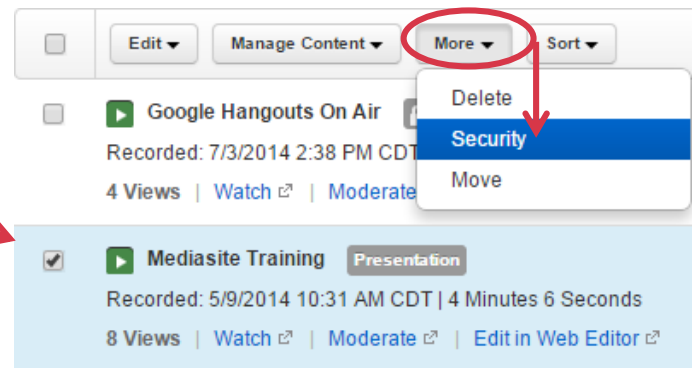 Edit Manage Content More Sort
Delete
Security
Move
Google Hangouts On Air
Recorded: 7/3/2014 2:38 PM CDT
4 Views | Watch | Moderate
Mediasite Training Presentation
Recorded: 5/9/2014 10:31 AM CDT | 4 Minutes 6 Seconds
8 Views | Watch | Moderate | Edit in Web Editor